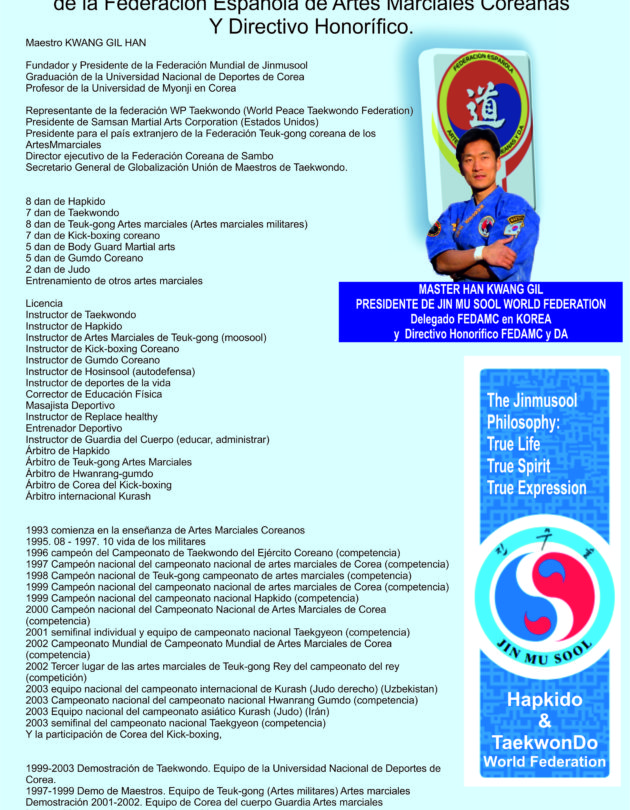 de la Federación Española de Artes Marciales Coreanas
Y Directivo Honorífico.
Maestro KWANG GIL HAN
Fundador y Presidente de la Federación Mundial de Jinmusool
Graduación de la Universidad Nacional de Deportes de Corea
Profesor de la Universidad de Myonji en Corea
Representante de la federación WP Taekwondo (World Peace Taekwondo Federation)
Presidente de Samsan Martial Arts Corporation (Estados Unidos)
Presidente para el país extranjero de la Federación Teuk-gong coreana de los
ArtesMmarciales
Director ejecutivo de la Federación Coreana de Sambo
Secretario General de Globalización Unión de Maestros de Taekwondo.
8 dan de Hapkido
7 dan de Taekwondo
8 dan de Teuk-gong Artes marciales (Artes marciales militares)
7 dan de Kick-boxing coreano
5 dan de Body Guard Martial arts
5 dan de Gumdo Coreano
2 dan de Judo
Entrenamiento de otros artes marciales
Licencia
Instructor de Taekwondo
Instructor de Hapkido
Instructor de Artes Marciales de Teuk-gong (moosool)
Instructor de Kick-boxing Coreano
Instructor de Gumdo Coreano
Instructor de Hosinsool (autodefensa)
Instructor de deportes de la vida
Corrector de Educación Física
Masajista Deportivo
Instructor de Replace healthy
Entrenador Deportivo
Instructor de Guardia del Cuerpo (educar, administrar)
Árbitro de Hapkido
Árbitro de Teuk-gong Artes Marciales
Árbitro de Hwanrang-gumdo
Árbitro de Corea del Kick-boxing
Árbitro internacional Kurash
1993 comienza en la enseñanza de Artes Marciales Coreanos
1995. 08 - 1997. 10 vida de los militares
1996 campeón del Campeonato de Taekwondo del Ejército Coreano (competencia)
1997 Campeón nacional del campeonato nacional de artes marciales de Corea (competencia)
1998 Campeón nacional de Teuk-gong campeonato de artes marciales (competencia)
1999 Campeón nacional del campeonato nacional de artes marciales de Corea (competencia)
1999 Campeón nacional del campeonato nacional Hapkido (competencia)
2000 Campeón nacional del Campeonato Nacional de Artes Marciales de Corea
(competencia)
2001 semifinal individual y equipo de campeonato nacional Taekgyeon (competencia)
2002 Campeonato Mundial de Campeonato Mundial de Artes Marciales de Corea
(competencia)
2002 Tercer lugar de las artes marciales de Teuk-gong Rey del campeonato del rey
(competición)
2003 equipo nacional del campeonato internacional de Kurash (Judo derecho) (Uzbekistan)
2003 Campeonato nacional del campeonato nacional Hwanrang Gumdo (competencia)
2003 Equipo nacional del campeonato asiático Kurash (Judo) (Irán)
2003 semifinal del campeonato nacional Taekgyeon (competencia)
Y la participación de Corea del Kick-boxing,
1999-2003 Demostración de Taekwondo. Equipo de la Universidad Nacional de Deportes de
Corea.
1997-1999 Demo de Maestros. Equipo de Teuk-gong (Artes militares) Artes marciales
Demostración 2001-2002. Equipo de Corea del cuerpo Guardia Artes marciales
FEDERACIÓN ESPAÑOLA
道
MASTER HAN KWANG GIL
PRESIDENTE DE JIN MU SOOL WORLD FEDERATION
Delegado FEDAMC en KOREA
y Directivo Honorífico FEDAMC y DA
The Jinmusool
Philosophy:
True Life
True Spirit
True Expression
JIN MU SOOL
Hapkido
&
TaekwonDo
World Federation